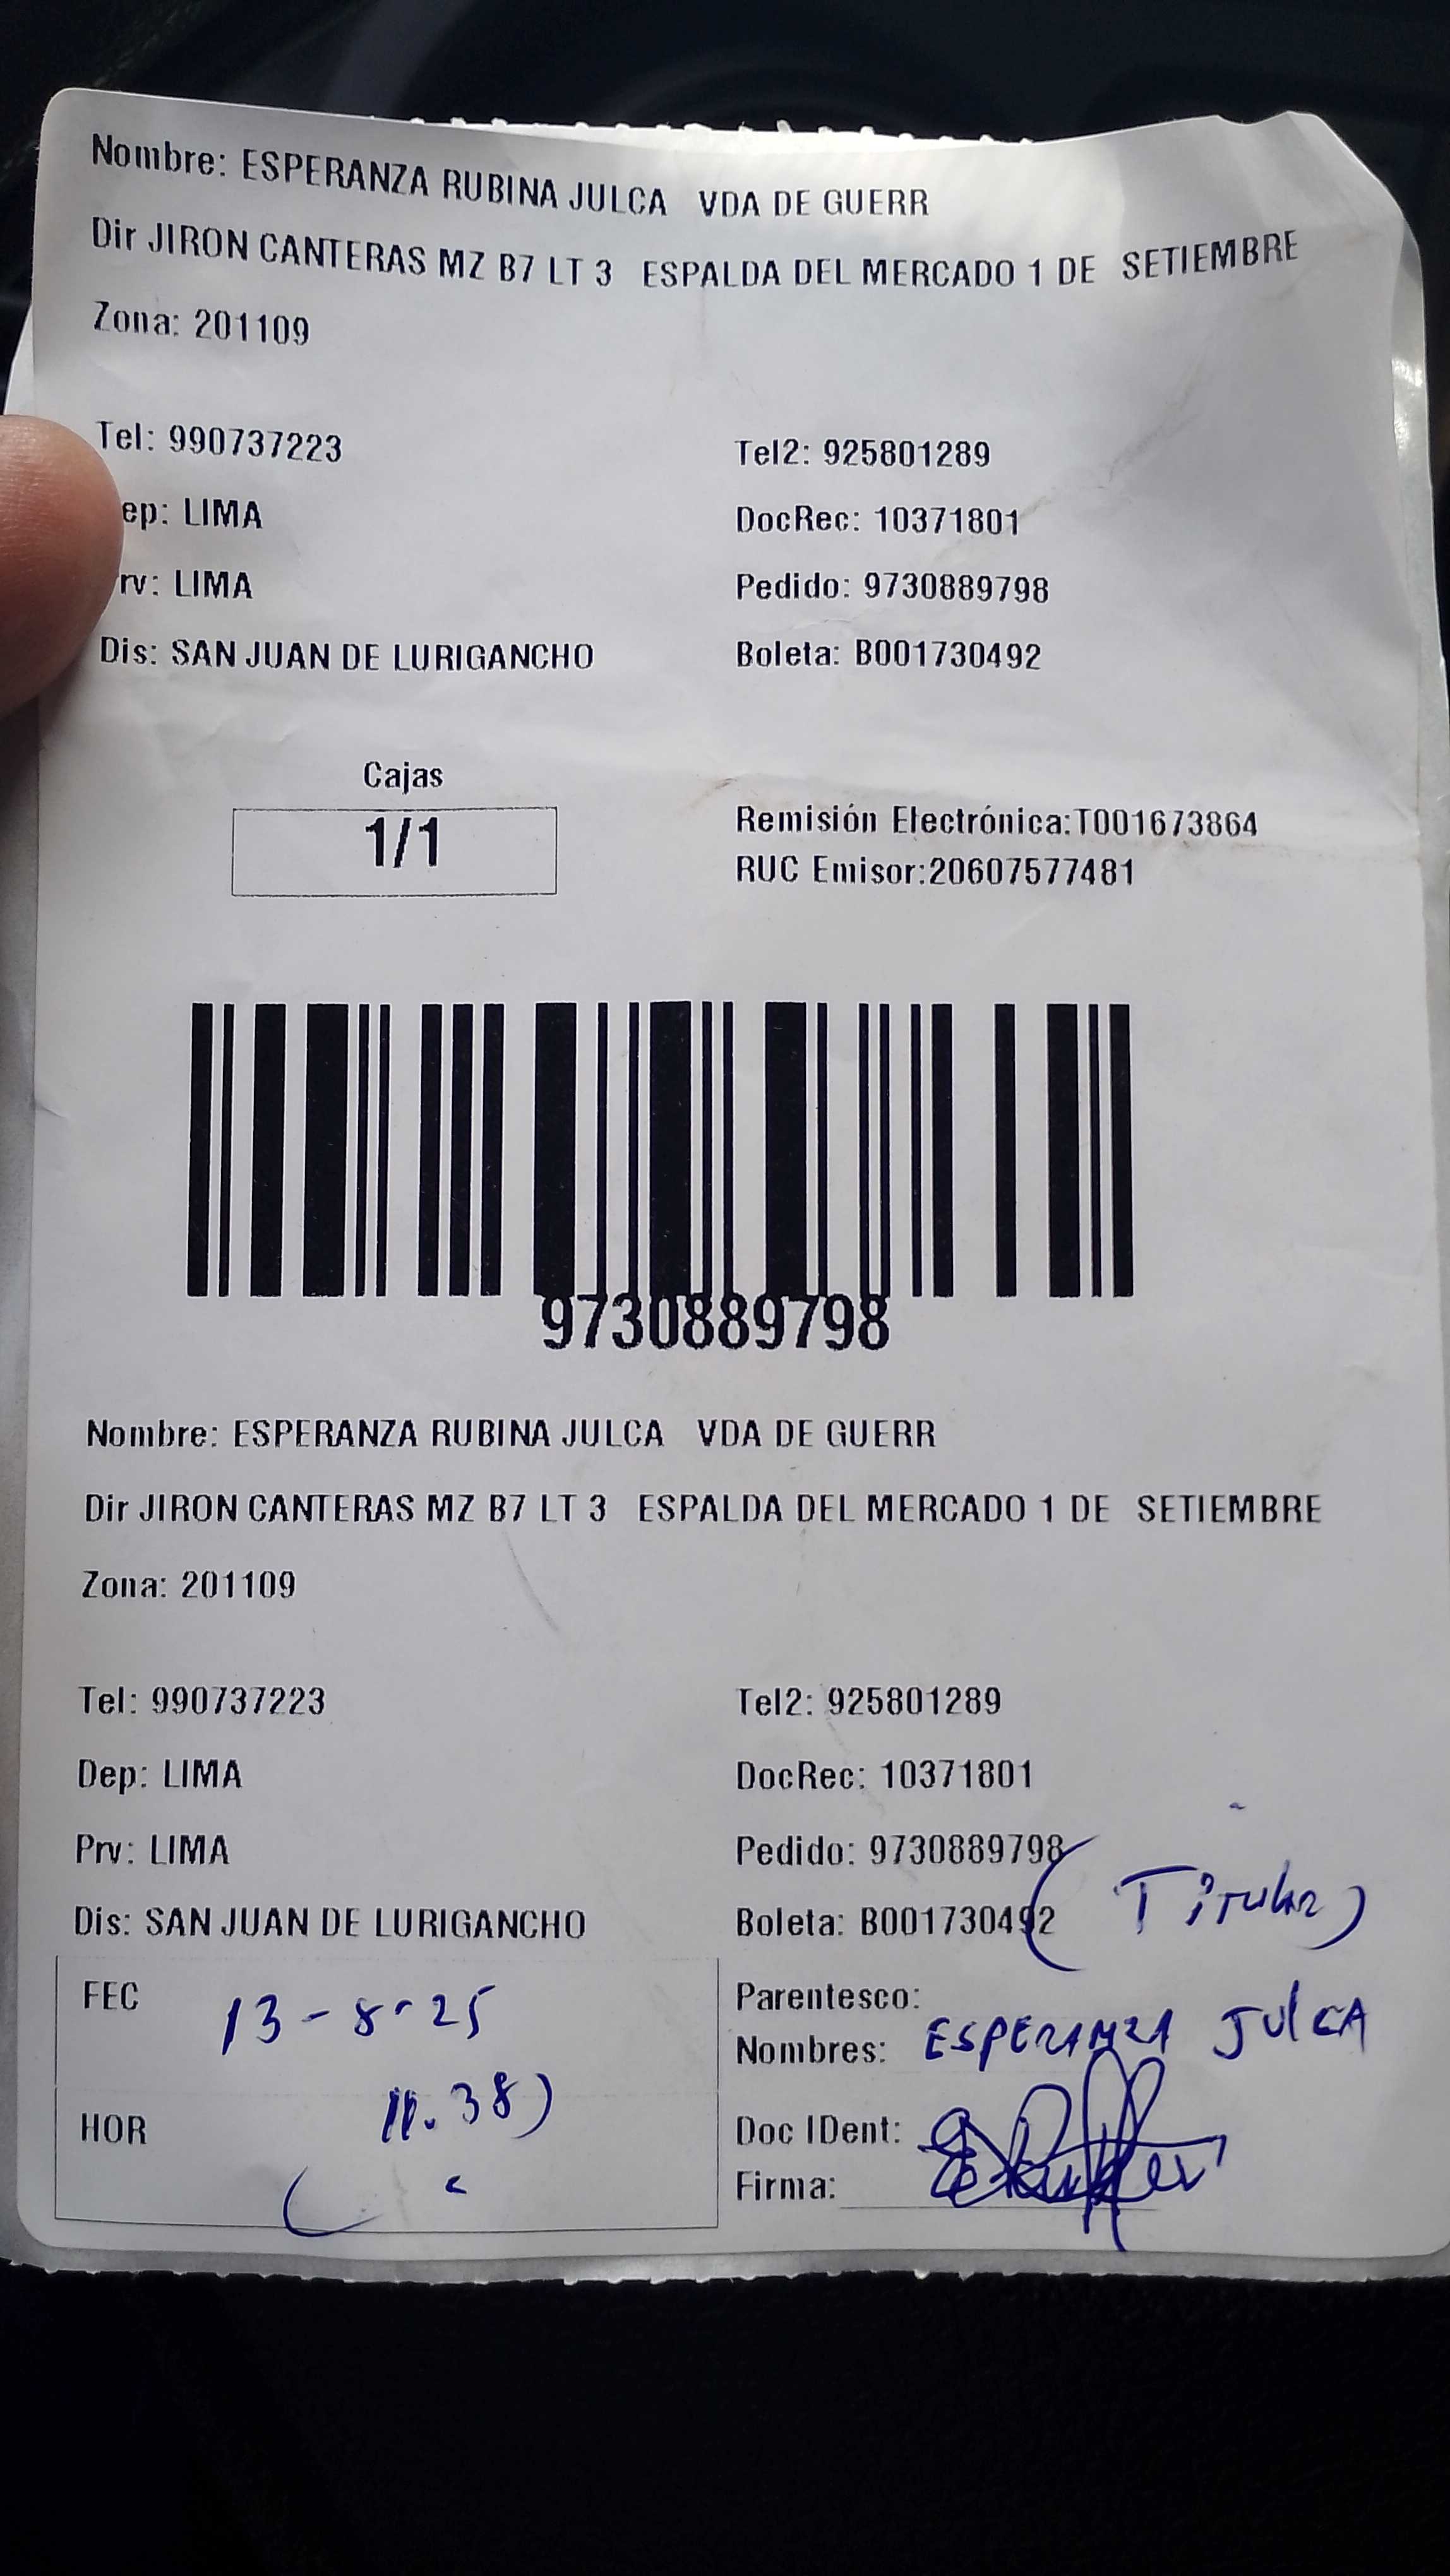 Nombre: ESPERANZA RUBINA JULCA VDA DE GUERR
Dir JIRON CANTERAS MZ B7 LT 3 ESPALDA DEL MERCADO 1 DE SETIEMBRE
Zona: 201109
Tel: 990737223 Tel2: 925801289
ep: LIMA DocRec: 10371801
rv: LIMA Pedido: 9730889798
Dis: SAN JUAN DE LURIGANCHO Boleta: B001730492
Cajas
1/1
Remisión Electrónica:T001673864
RUC Emisor:20607577481
9730889798
Nombre: ESPERANZA RUBINA JULCA VDA DE GUERR
Dir JIRON CANTERAS MZ B7 LT 3 ESPALDA DEL MERCADO 1 DE SETIEMBRE
Zona: 201109
Tel: 990737223 Tel2: 925801289
Dep: LIMA DocRec: 10371801
Prv: LIMA Pedido: 9730889798
Dis: SAN JUAN DE LURIGANCHO Boleta: B001730492 (Titular)
FEC 13-8-25
HOR 11.38)
Parentesco:
Nombres: ESPERANZA JULCA
Doc IDent:
Firma: